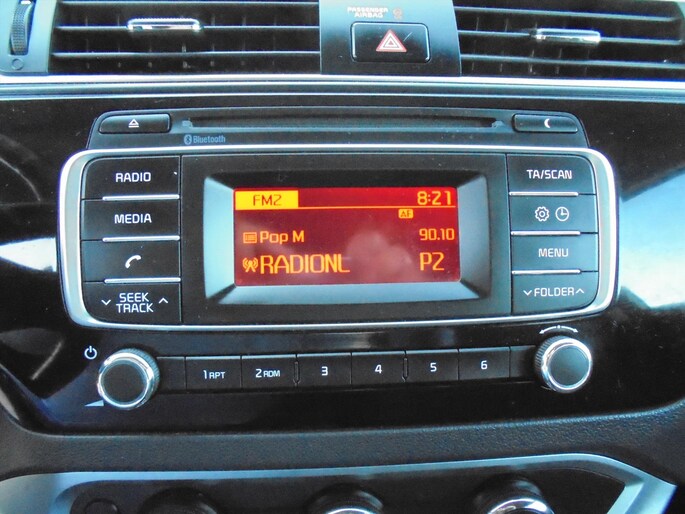 PASSENGER
AIRBAG
Bluetooth
RADIO
MEDIA
SEEK
TRACK
FM2 8:21
AF
Pop M 90.10
RADIONL P2
TA/SCAN
MENU
FOLDER
1 RPT 2 RDM 3 4 5 6